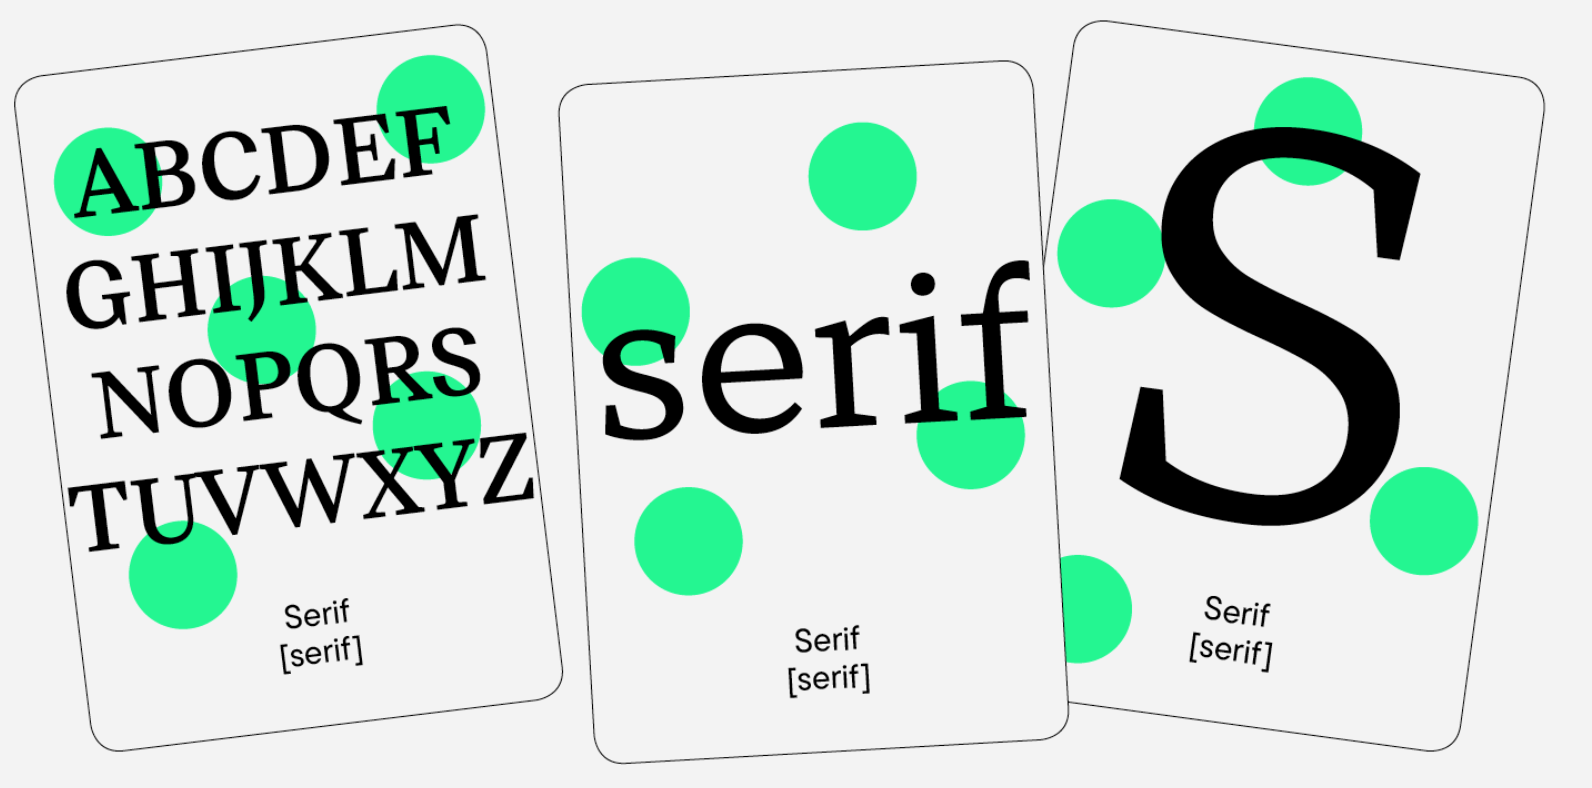 ABCDEF
GHIJKLM
NOPQRS
TUVWXYZ
Serif
[serif]
serif
Serif
[serif]
S
Serif
[serif]